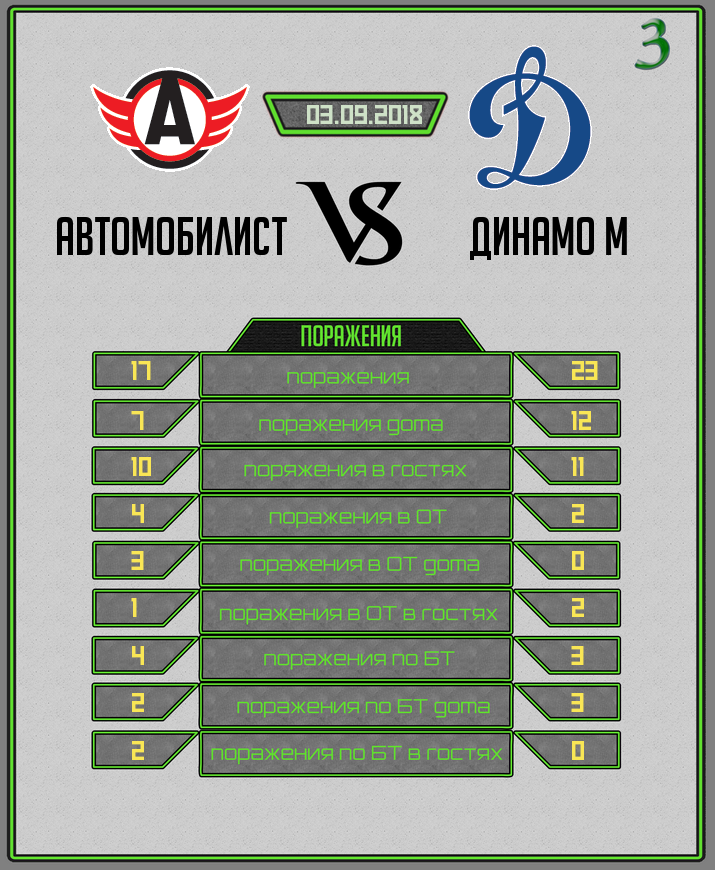 3
А
03.09.2018
Д
АВТОМОБИЛИСТ VS ДИНАМО М
ПОРАЖЕНИЯ
17 поражения 23
7 поражения дома 12
10 поряжения в гостях 11
4 поражения в ОТ 2
3 поражения в ОТ дома 0
1 поражения в ОТ в гостях 2
4 поражения по БТ 3
2 поражения по БТ дома 3
2 поражения по БТ в гостях 0